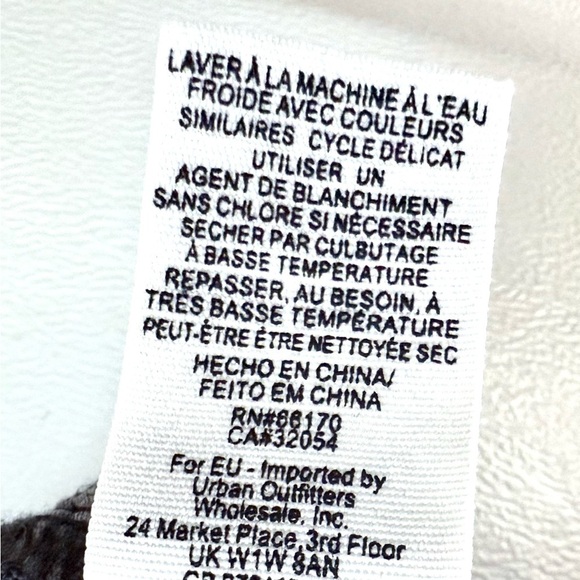 LAVER À LA MACHINE À L'EAU
FROIDE AVEC COULEURS
SIMILAIRES CYCLE DÉLICAT
UTILISER UN
AGENT DE BLANCHIMENT
SANS CHLORE SI NÉCESSAIRE
SÉCHER PAR CULBUTAGE
À BASSE TEMPÉRATURE
REPASSER, AU BESOIN, À
TRÈS BASSE TEMPÉRATURE
PEUT-ÊTRE ÊTRE NETTOYÉE SEC
HECHO EN CHINA/
FEITO EM CHINA
RN#66170
CA#32054
For EU - Imported by
Urban Outfitters
Wholesale, Inc.
24 Market Place, 3rd Floor
UK W1W 8AN